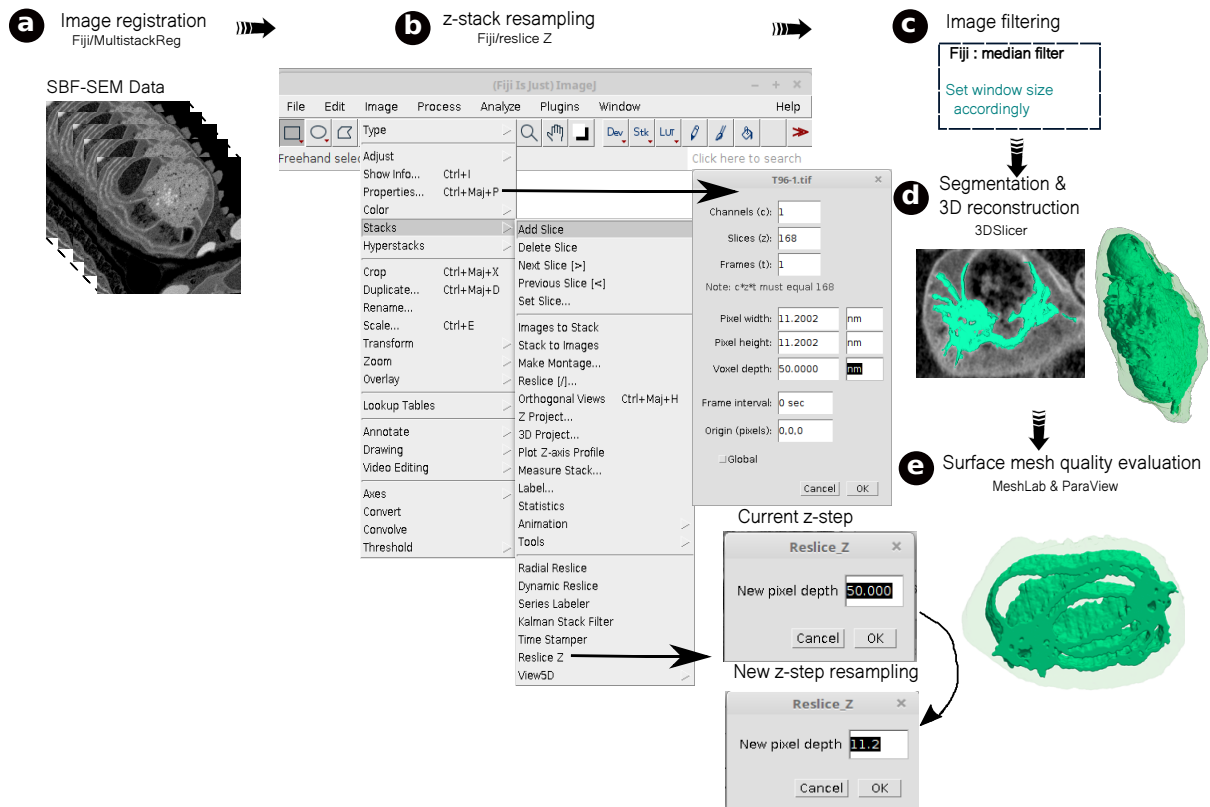 a Image registration
Fiji/MultistackReg
SBF-SEM Data
b z-stack resampling
Fiji/reslice Z
(Fiji Is Just) ImageJ
File Edit Image Process Analyze Plugins Window Help
Dev Stk LUT
Freehand selec
Click here to search
Type
Adjust
Show Info... Ctrl+I
Properties... Ctrl+Maj+P
Color
Stacks
Hyperstacks
Crop Ctrl+Maj+X
Duplicate... Ctrl+Maj+D
Rename...
Scale... Ctrl+E
Transform
Zoom
Overlay
Lookup Tables
Annotate
Drawing
Video Editing
Axes
Convert
Convolve
Threshold
Add Slice
Delete Slice
Next Slice [>]
Previous Slice [<]
Set Slice...
Images to Stack
Stack to Images
Make Montage...
Reslice [/]...
Orthogonal Views Ctrl+Maj+H
Z Project...
3D Project...
Plot Z-axis Profile
Measure Stack...
Label...
Statistics
Animation
Tools
Radial Reslice
Dynamic Reslice
Series Labeler
Kalman Stack Filter
Time Stamper
Reslice Z
View5D
T96-1.tif
Channels (c): 1
Slices (z): 168
Frames (t): 1
Note: c*z*t must equal 168
Pixel width: 11.2002 nm
Pixel height: 11.2002 nm
Voxel depth: 50.0000 nm
Frame interval: 0 sec
Origin (pixels): 0,0,0
Global
Cancel OK
Current z-step
Reslice_Z
New pixel depth 50.000
Cancel OK
New z-step resampling
Reslice_Z
New pixel depth 11.2
Cancel OK
c Image filtering
Fiji : median filter
Set window size
accordingly
d Segmentation &
3D reconstruction
3DSlicer
e Surface mesh quality evaluation
MeshLab & ParaView